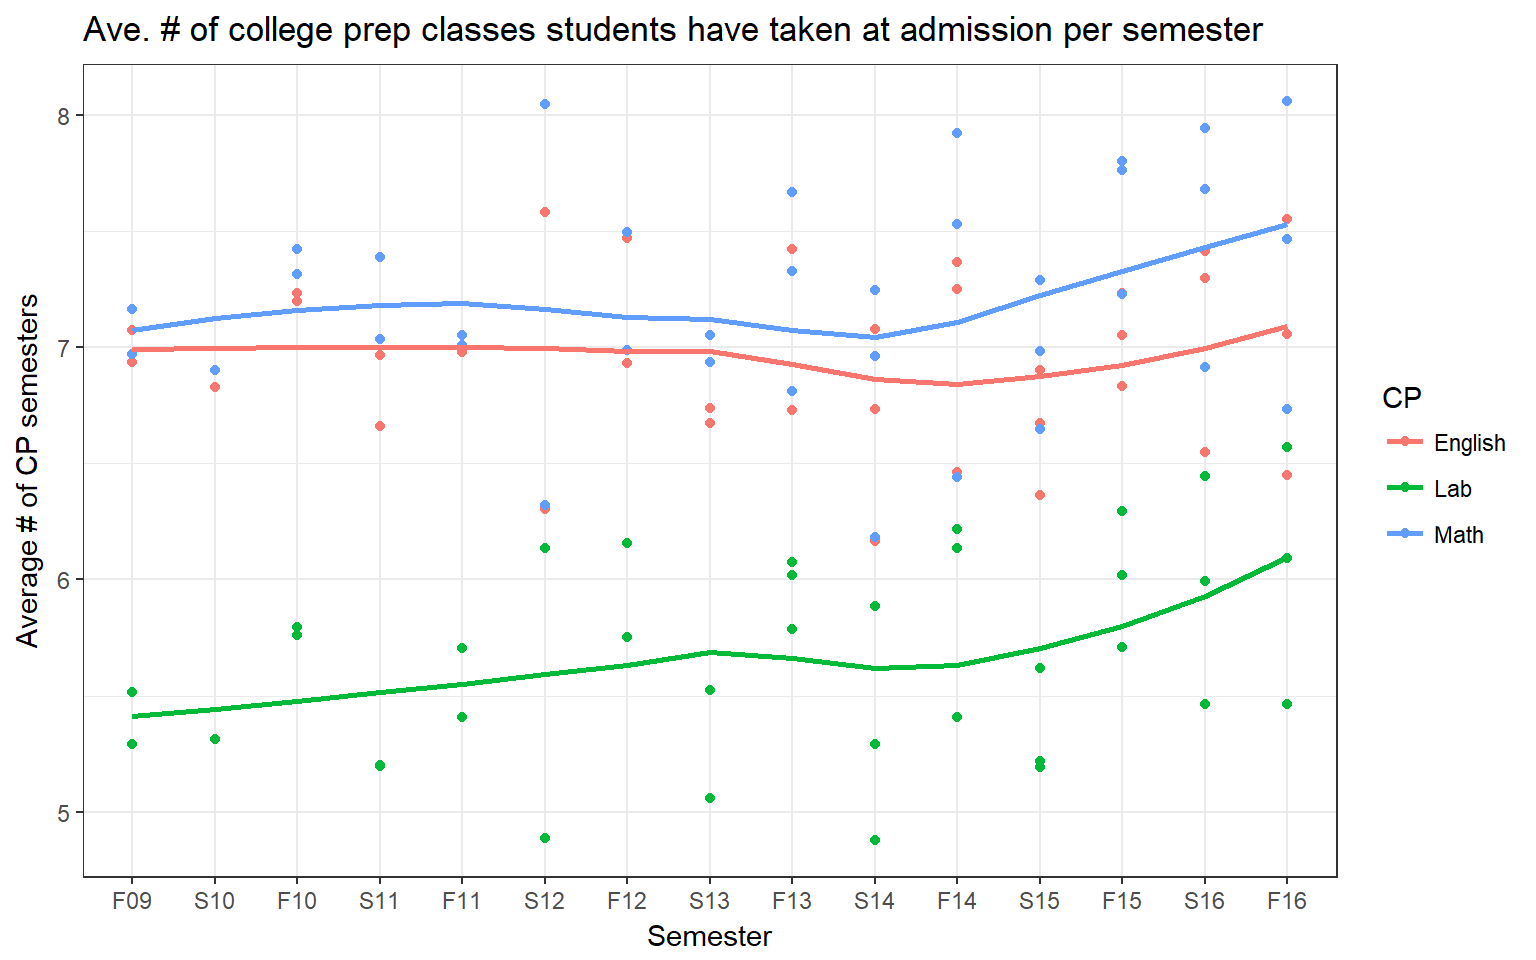 Ave. # of college prep classes students have taken at admission per semester
Average # of CP semesters
8
7
6
5
F09 S10 F10 S11 F11 S12 F12 S13 F13 S14 F14 S15 F15 S16 F16
Semester
CP
English
Lab
Math